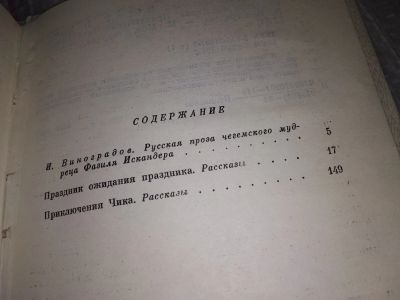 СОДЕРЖАНИЕ
И. Виноградов. Русская проза чегемского муд-
реца Фазиля Искандера . . . . . . . . . 5
Праздник ожидания праздника. Рассказы . . . . 17
Приключения Чика. Рассказы . . . . . . . 149